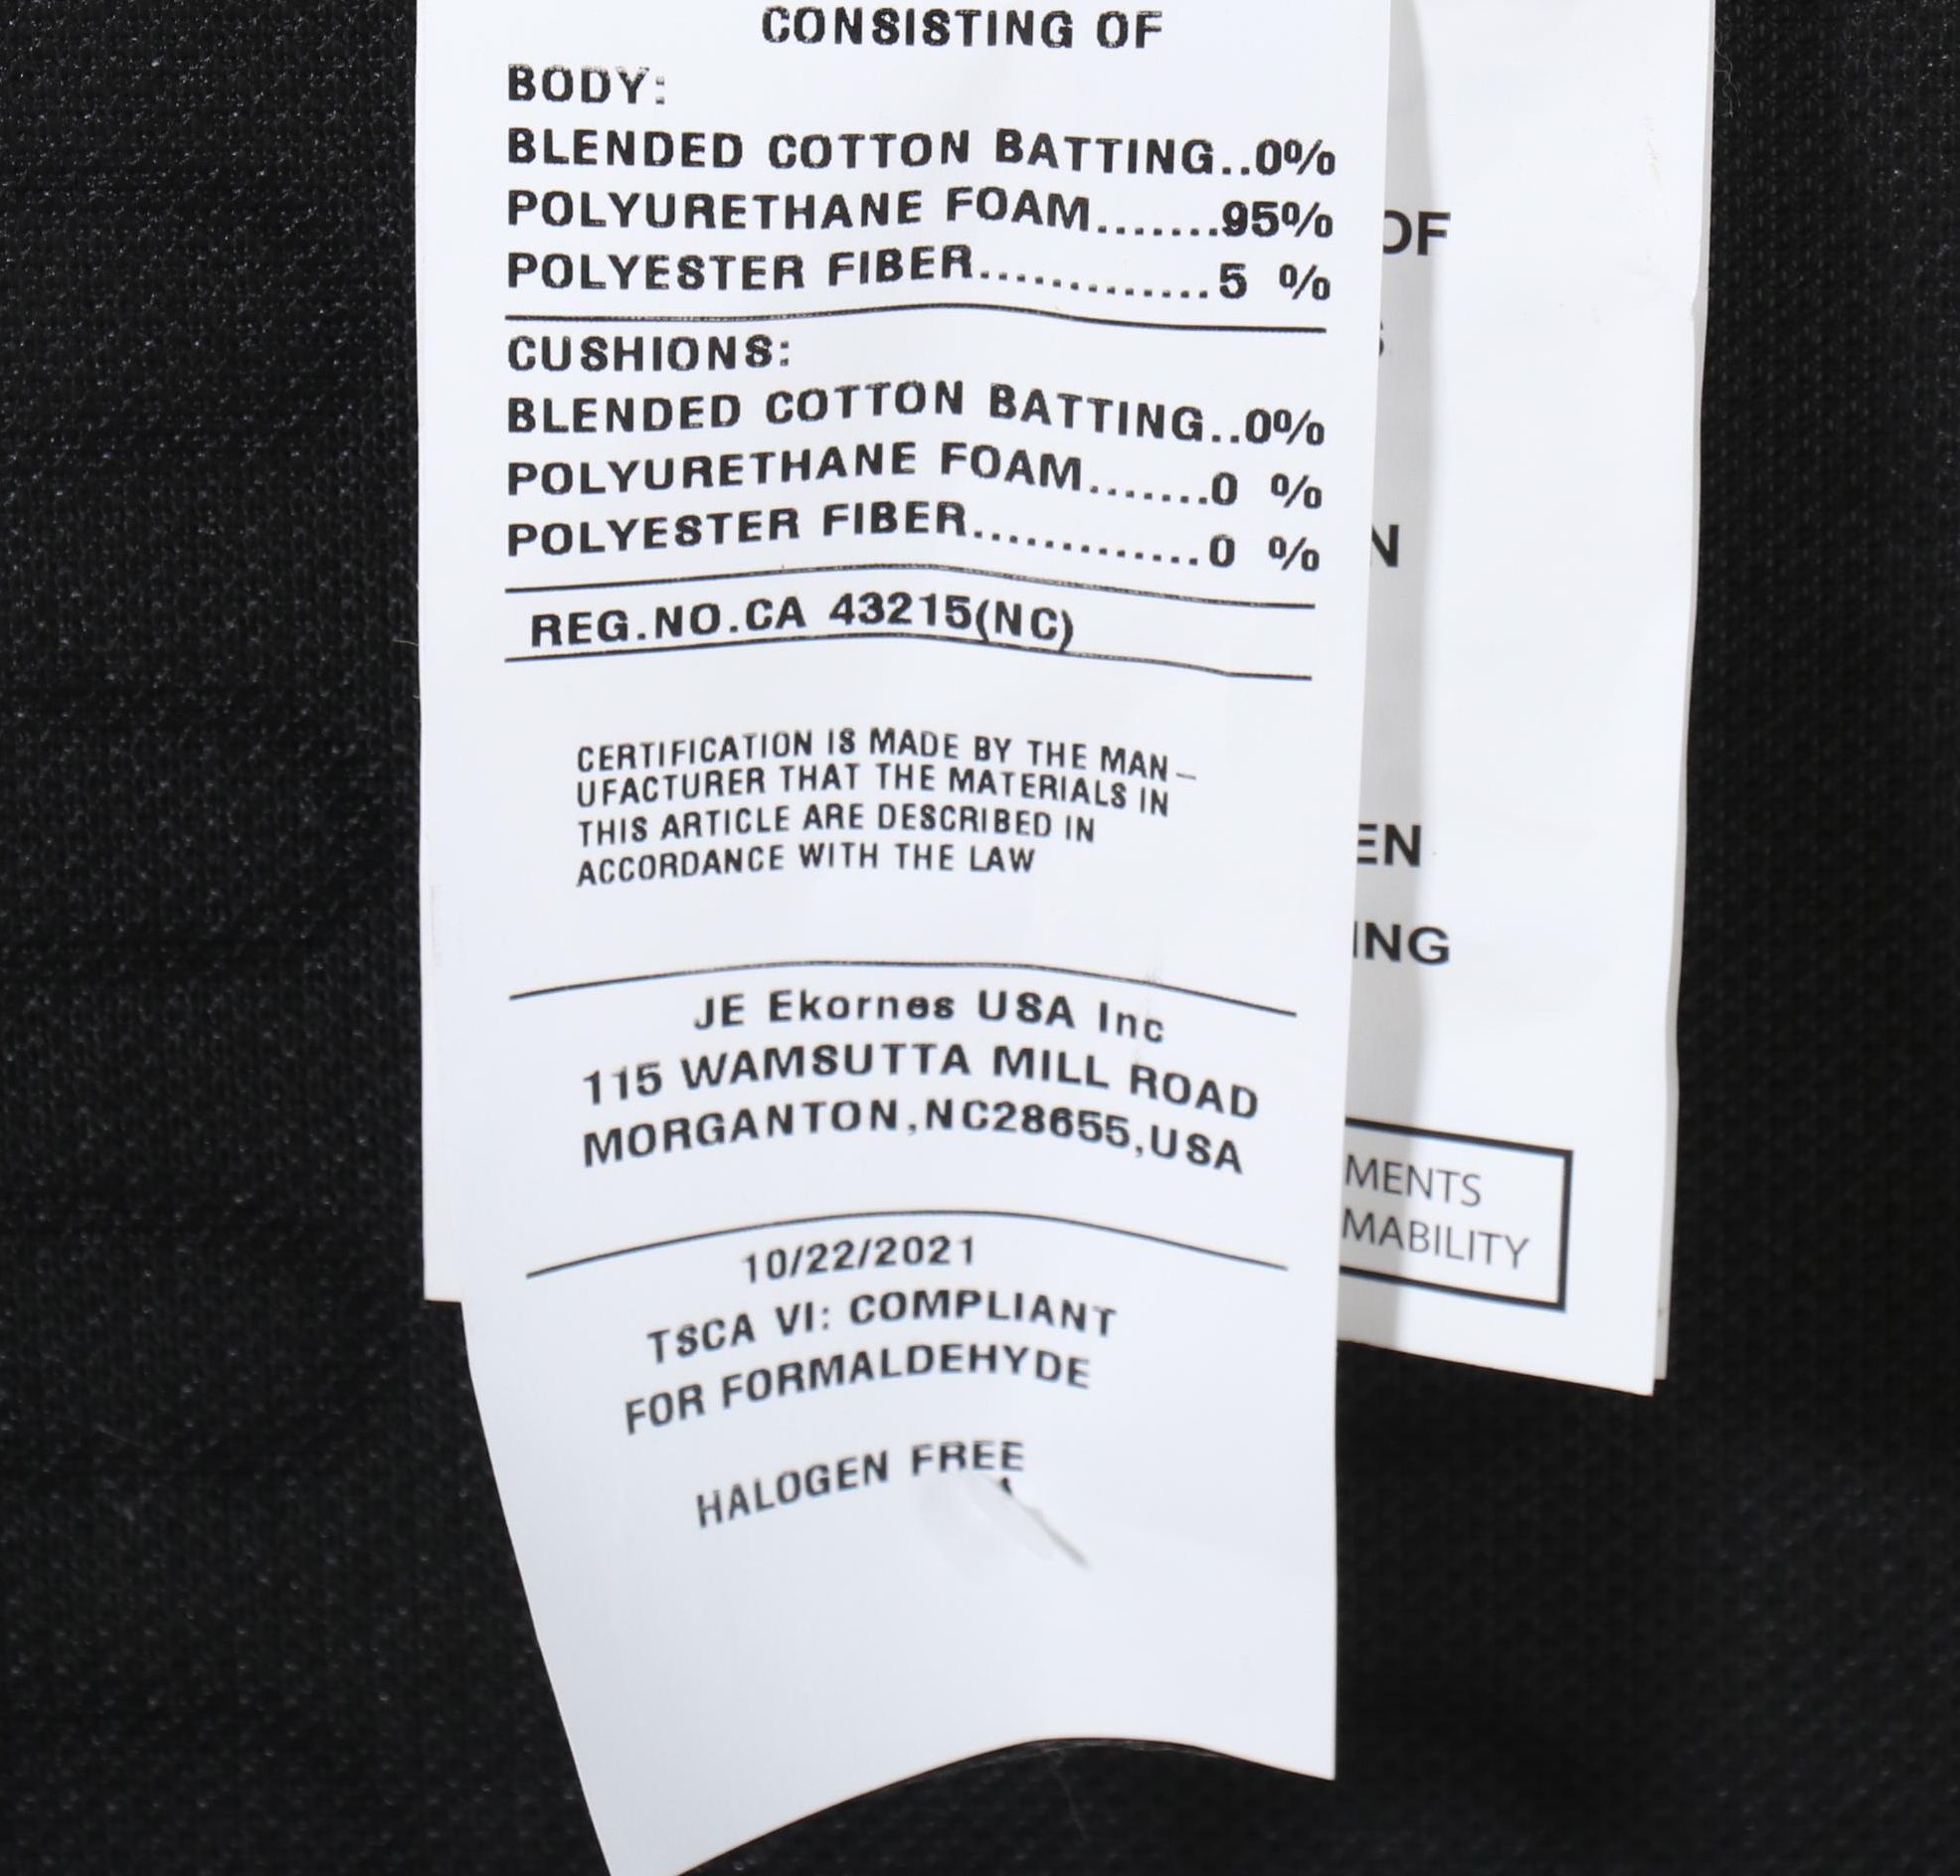 CONSISTING OF
BODY:
BLENDED COTTON BATTING..0%
POLYURETHANE FOAM.......95%
POLYESTER FIBER.............5 %
CUSHIONS:
BLENDED COTTON BATTING..0%
POLYURETHANE FOAM.......0 %
POLYESTER FIBER.............0 %
REG.NO.CA 43215(NC)
CERTIFICATION IS MADE BY THE MAN-
UFACTURER THAT THE MATERIALS IN
THIS ARTICLE ARE DESCRIBED IN
ACCORDANCE WITH THE LAW
JE Ekornes USA Inc
115 WAMSUTTA MILL ROAD
MORGANTON,NC28655,USA
10/22/2021
TSCA VI: COMPLIANT
FOR FORMALDEHYDE
HALOGEN FREE
OF
N
EN
ING
MENTS
MABILITY